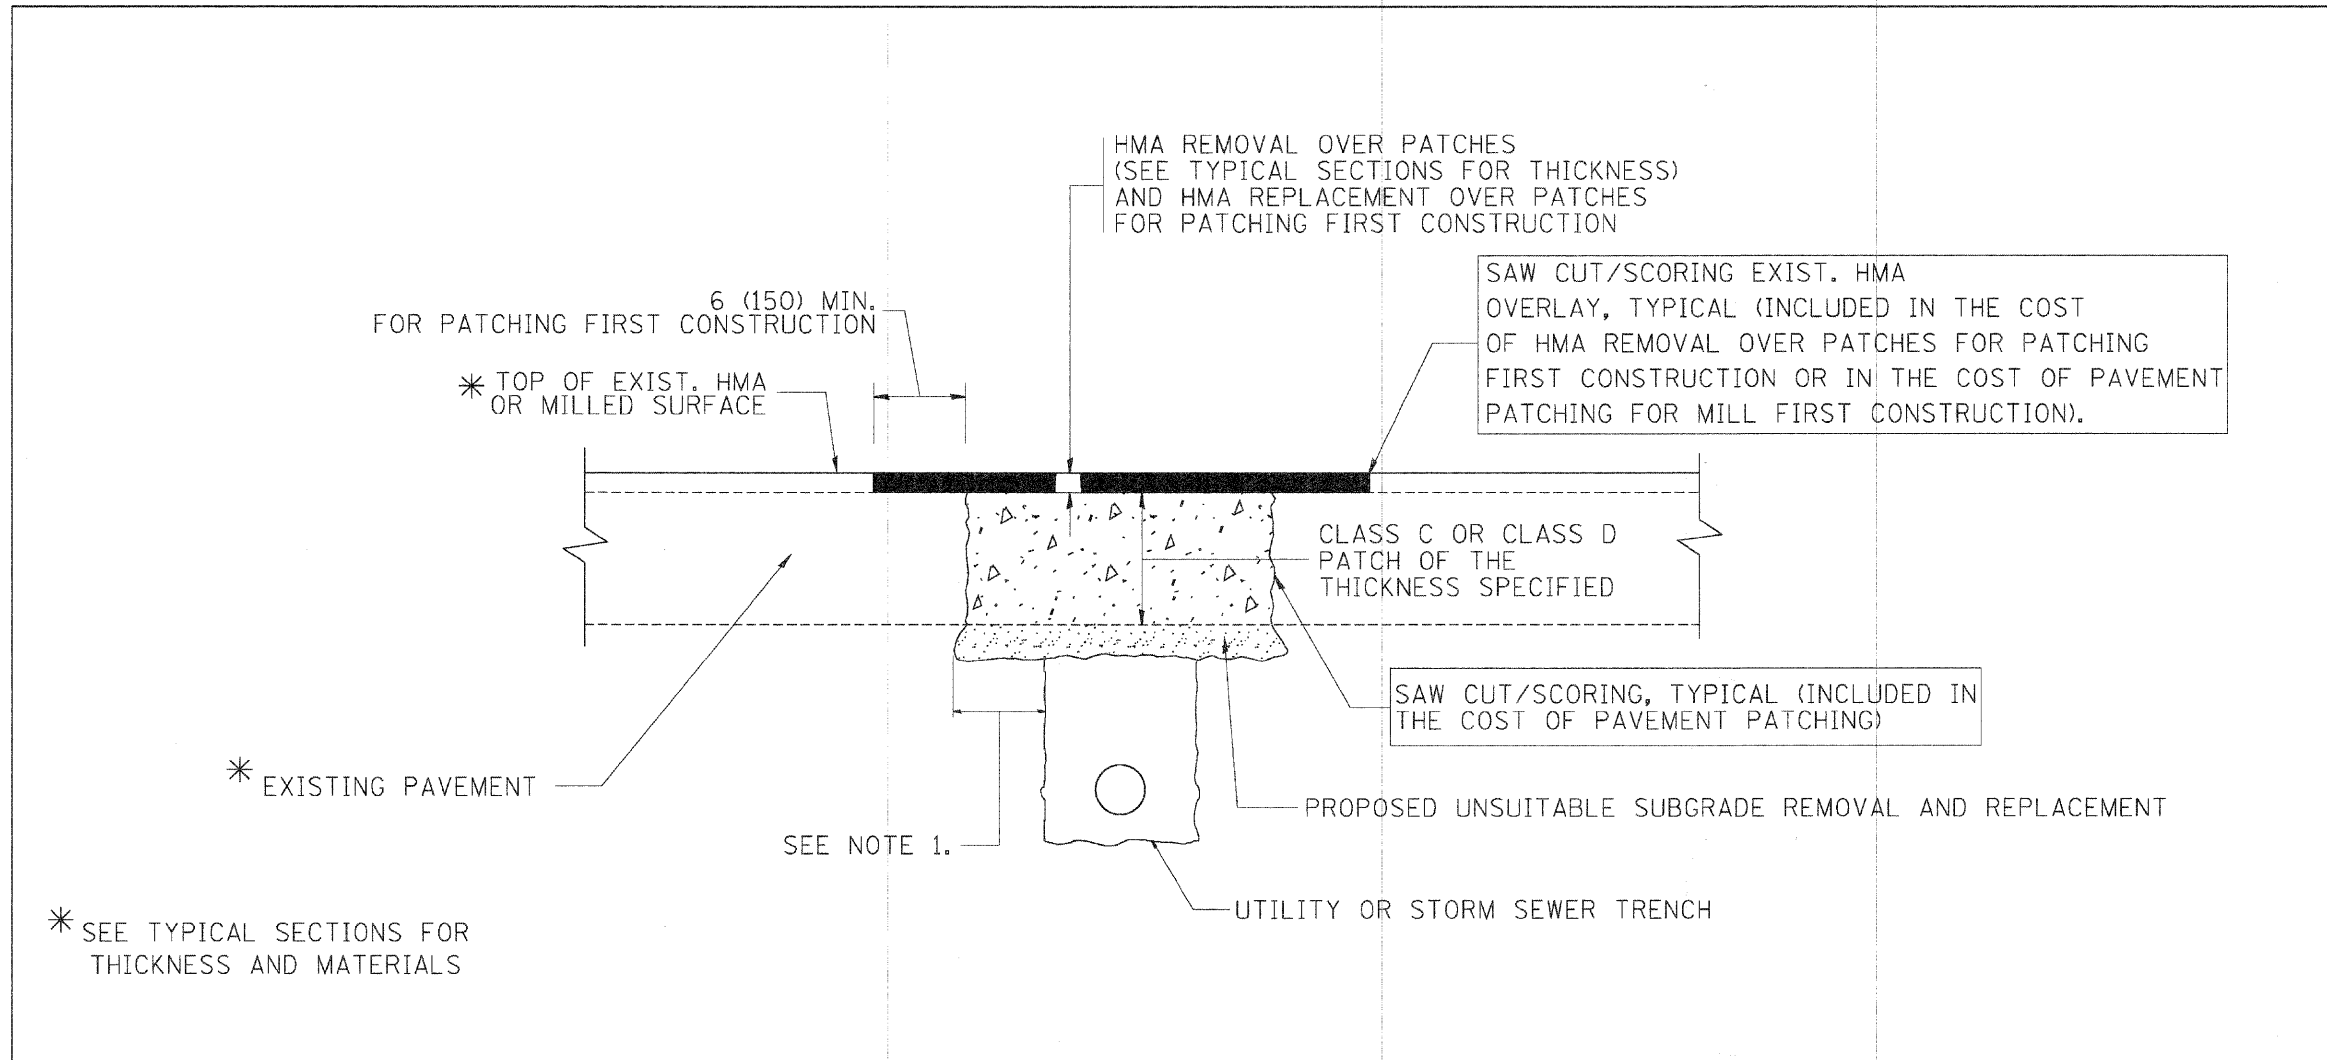 HMA REMOVAL OVER PATCHES
(SEE TYPICAL SECTIONS FOR THICKNESS)
AND HMA REPLACEMENT OVER PATCHES
FOR PATCHING FIRST CONSTRUCTION
SAW CUT/SCORING EXIST. HMA
OVERLAY, TYPICAL (INCLUDED IN THE COST
OF HMA REMOVAL OVER PATCHES FOR PATCHING
FIRST CONSTRUCTION OR IN THE COST OF PAVEMENT
PATCHING FOR MILL FIRST CONSTRUCTION).
6 (150) MIN.
FOR PATCHING FIRST CONSTRUCTION
* TOP OF EXIST. HMA
OR MILLED SURFACE
CLASS C OR CLASS D
PATCH OF THE
THICKNESS SPECIFIED
SAW CUT/SCORING, TYPICAL (INCLUDED IN
THE COST OF PAVEMENT PATCHING)
* EXISTING PAVEMENT
PROPOSED UNSUITABLE SUBGRADE REMOVAL AND REPLACEMENT
SEE NOTE 1.
UTILITY OR STORM SEWER TRENCH
* SEE TYPICAL SECTIONS FOR
THICKNESS AND MATERIALS